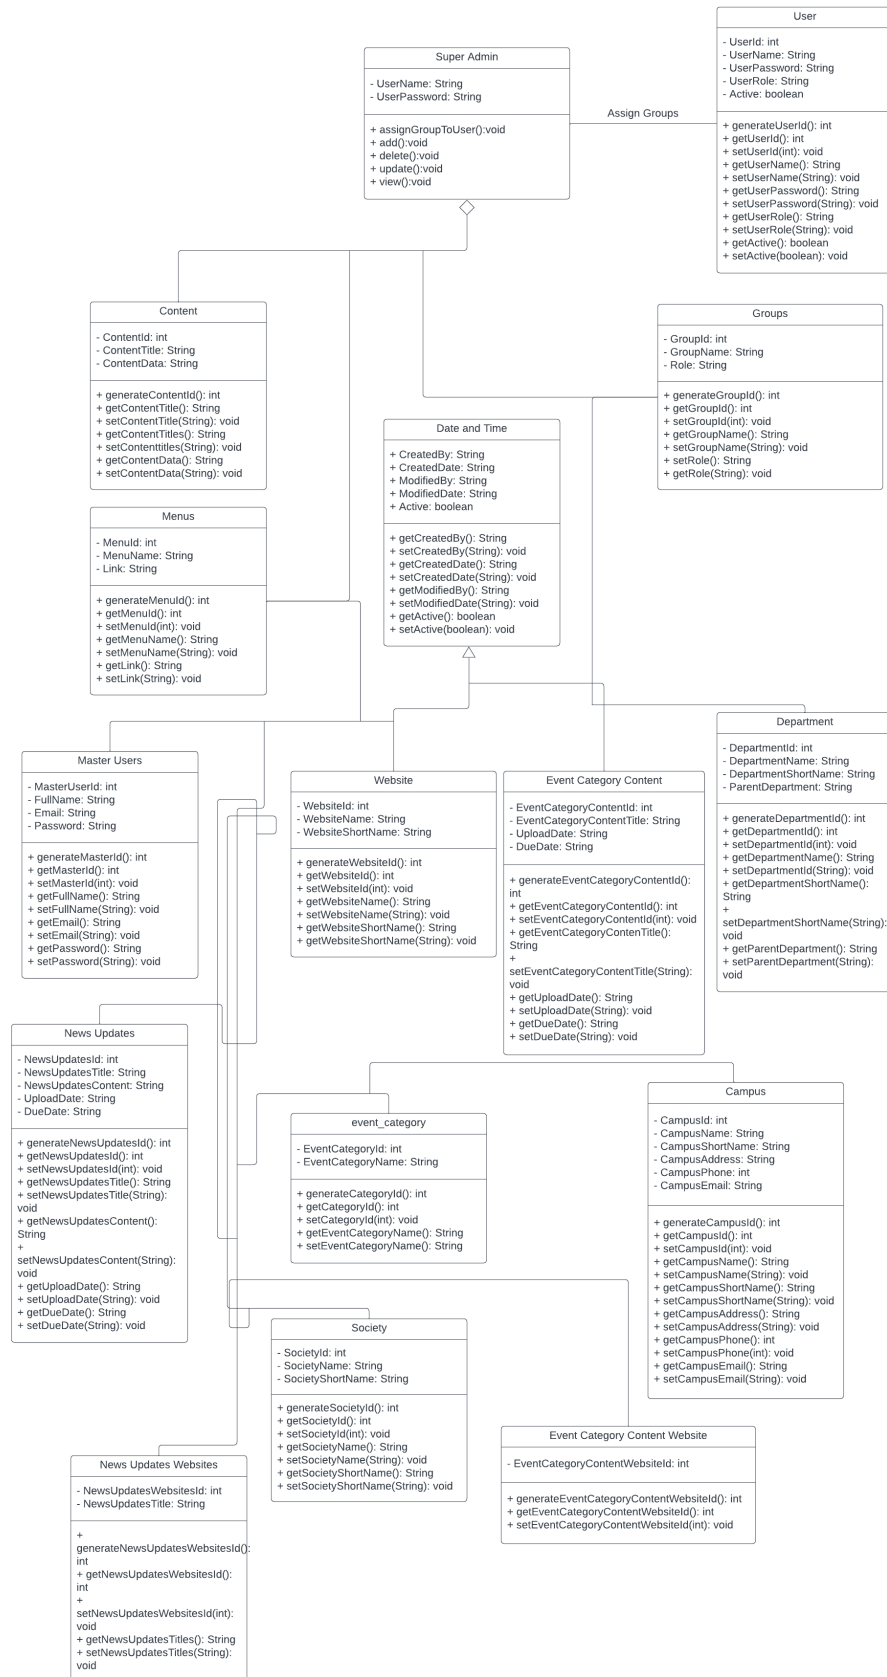 User
- UserId: int
- UserName: String
- UserPassword: String
- UserRole: String
- Active: boolean
+ generateUserId(): int
+ getUserId(): int
+ setUserId(int): void
+ getUserName(): String
+ setUserName(String): void
+ getUserPassword(): String
+ setUserPassword(String): void
+ getUserRole(): String
+ setUserRole(String): void
+ getActive(): boolean
+ setActive(boolean): void
Super Admin
- UserName: String
- UserPassword: String
+ assignGroupToUser():void
+ add():void
+ delete():void
+ update():void
+ view():void
Assign Groups
Content
- ContentId: int
- ContentTitle: String
- ContentData: String
+ generateContentId(): int
+ getContentTitle(): String
+ setContentTitle(String): void
+ getContentTitles(): String
+ setContenttitles(String): void
+ getContentData(): String
+ setContentData(String): void
Groups
- GroupId: int
- GroupName: String
- Role: String
+ generateGroupId(): int
+ getGroupId(): int
+ setGroupId(int): void
+ getGroupName(): String
+ setGroupName(String): void
+ setRole(): String
+ getRole(String): void
Date and Time
+ CreatedBy: String
+ CreatedDate: String
+ ModifiedBy: String
+ ModifiedDate: String
+ Active: boolean
+ getCreatedBy(): String
+ setCreatedBy(String): void
+ getCreatedDate(): String
+ setCreatedDate(String): void
+ getModifiedBy(): String
+ setModifiedDate(String): void
+ getActive(): boolean
+ setActive(boolean): void
Menus
- MenuId: int
- MenuName: String
- Link: String
+ generateMenuId(): int
+ getMenuId(): int
+ setMenuId(int): void
+ getMenuName(): String
+ setMenuName(String): void
+ getLink(): String
+ setLink(String): void
Department
- DepartmentId: int
- DepartmentName: String
- DepartmentShortName: String
- ParentDepartment: String
+ generateDepartmentId(): int
+ getDepartmentId(): int
+ setDepartmentId(int): void
+ getDepartmentName(): String
+ setDepartmentId(String): void
+ getDepartmentShortName():
String
+
setDepartmentShortName(String):
void
+ getParentDepartment(): String
+ setParentDepartment(String):
void
Master Users
- MasterUserId: int
- FullName: String
- Email: String
- Password: String
+ generateMasterId(): int
+ getMasterId(): int
+ setMasterId(int): void
+ getFullName(): String
+ setFullName(String): void
+ getEmail(): String
+ setEmail(String): void
+ getPassword(): String
+ setPassword(String): void
Website
- WebsiteId: int
- WebsiteName: String
- WebsiteShortName: String
+ generateWebsiteId(): int
+ getWebsiteId(): int
+ setWebsiteId(int): void
+ getWebsiteName(): String
+ setWebsiteName(String): void
+ getWebsiteShortName(): String
+ getWebsiteShortName(String): void
Event Category Content
- EventCategoryContentId: int
- EventCategoryContentTitle: String
- UploadDate: String
- DueDate: String
+ generateEventCategoryContentId():
int
+ getEventCategoryContentId(): int
+ setEventCategoryContentId(int): void
+ getEventCategoryContenTitle():
String
+
setEventCategoryContentTitle(String):
void
+ getUploadDate(): String
+ setUploadDate(String): void
+ getDueDate(): String
+ setDueDate(String): void
News Updates
- NewsUpdatesId: int
- NewsUpdatesTitle: String
- NewsUpdatesContent: String
- UploadDate: String
- DueDate: String
+ generateNewsUpdatesId(): int
+ getNewsUpdatesId(): int
+ setNewsUpdatesId(int): void
+ getNewsUpdatesTitle(): String
+ setNewsUpdatesTitle(String):
void
+ getNewsUpdatesContent():
String
+
setNewsUpdatesContent(String):
void
+ getUploadDate(): String
+ setUploadDate(String): void
+ getDueDate(): String
+ setDueDate(String): void
event_category
- EventCategoryId: int
- EventCategoryName: String
+ generateCategoryId(): int
+ getCategoryId(): int
+ setCategoryId(int): void
+ getEventCategoryName(): String
+ setEventCategoryName(): String
Campus
- CampusId: int
- CampusName: String
- CampusShortName: String
- CampusAddress: String
- CampusPhone: int
- CampusEmail: String
+ generateCampusId(): int
+ getCampusId(): int
+ setCampusId(int): void
+ getCampusName(): String
+ setCampusName(String): void
+ getCampusShortName(): String
+ setCampusShortName(String): void
+ getCampusAddress(): String
+ setCampusAddress(String): void
+ getCampusPhone(): int
+ setCampusPhone(int): void
+ getCampusEmail(): String
+ setCampusEmail(String): void
Society
- SocietyId: int
- SocietyName: String
- SocietyShortName: String
+ generateSocietyId(): int
+ getSocietyId(): int
+ setSocietyId(int): void
+ getSocietyName(): String
+ setSocietyName(String): void
+ getSocietyShortName(): String
+ setSocietyShortName(String): void
Event Category Content Website
- EventCategoryContentWebsiteId: int
+ generateEventCategoryContentWebsiteId(): int
+ getEventCategoryContentWebsiteId(): int
+ setEventCategoryContentWebsiteId(int): void
News Updates Websites
- NewsUpdatesWebsitesId: int
- NewsUpdatesTitle: String
+
generateNewsUpdatesWebsitesId():
int
+ getNewsUpdatesWebsitesId():
int
+
setNewsUpdatesWebsitesId(int):
void
+ getNewsUpdatesTitles(): String
+ setNewsUpdatesTitles(String):
void